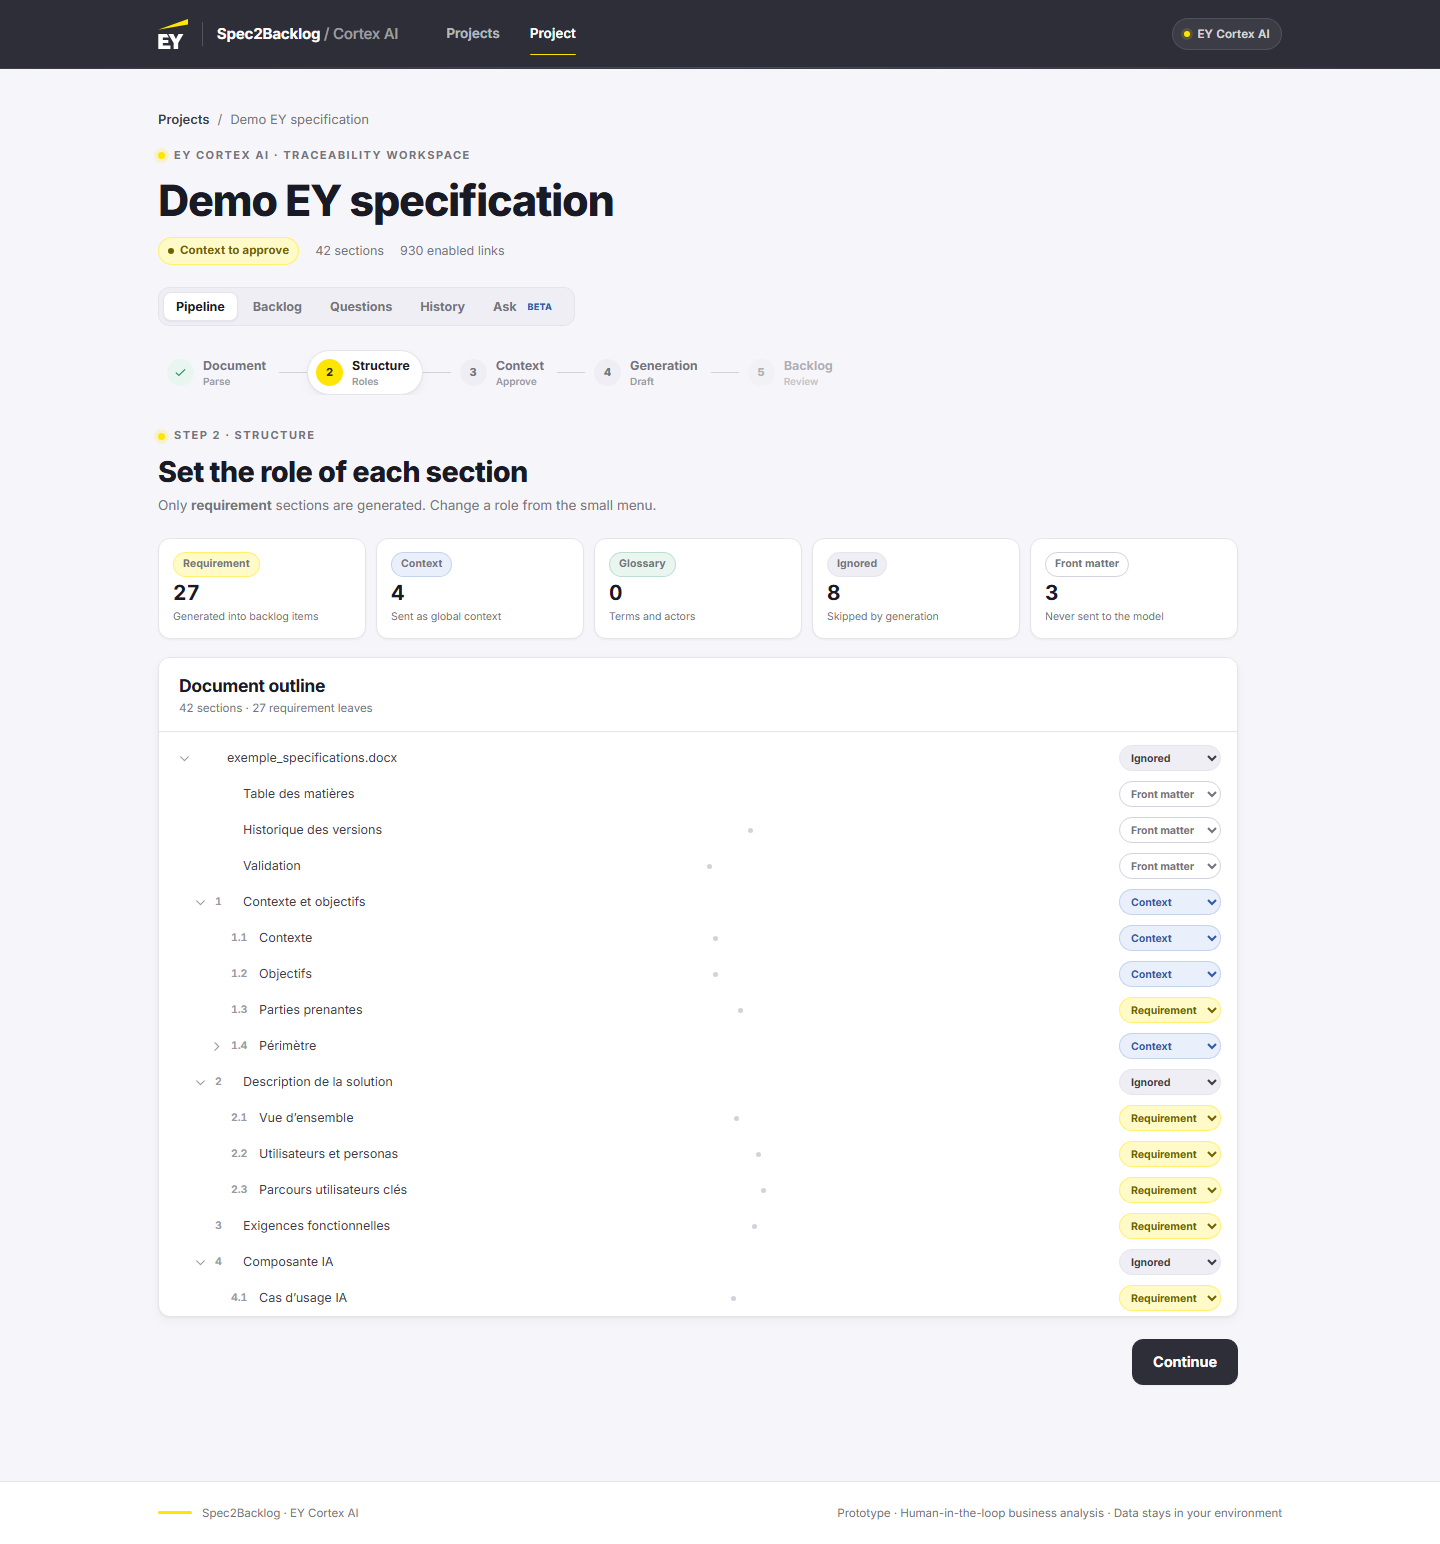 EY
Spec2Backlog / Cortex AI
Projects
Project
EY Cortex AI
Projects / Demo EY specification
EY CORTEX AI · TRACEABILITY WORKSPACE
Demo EY specification
Context to approve
42 sections
930 enabled links
Pipeline
Backlog
Questions
History
Ask BETA
Document
Parse
2
Structure
Roles
3
Context
Approve
4
Generation
Draft
5
Backlog
Review
STEP 2 · STRUCTURE
Set the role of each section
Only requirement sections are generated. Change a role from the small menu.
Requirement
27
Generated into backlog items
Context
4
Sent as global context
Glossary
0
Terms and actors
Ignored
8
Skipped by generation
Front matter
3
Never sent to the model
Document outline
42 sections · 27 requirement leaves
exemple_specifications.docx Ignored
Table des matières Front matter
Historique des versions Front matter
Validation Front matter
1 Contexte et objectifs Context
1.1 Contexte Context
1.2 Objectifs Context
1.3 Parties prenantes Requirement
1.4 Périmètre Context
2 Description de la solution Ignored
2.1 Vue d’ensemble Requirement
2.2 Utilisateurs et personas Requirement
2.3 Parcours utilisateurs clés Requirement
3 Exigences fonctionnelles Requirement
4 Composante IA Ignored
4.1 Cas d’usage IA Requirement
Continue
Spec2Backlog · EY Cortex AI
Prototype · Human-in-the-loop business analysis · Data stays in your environment